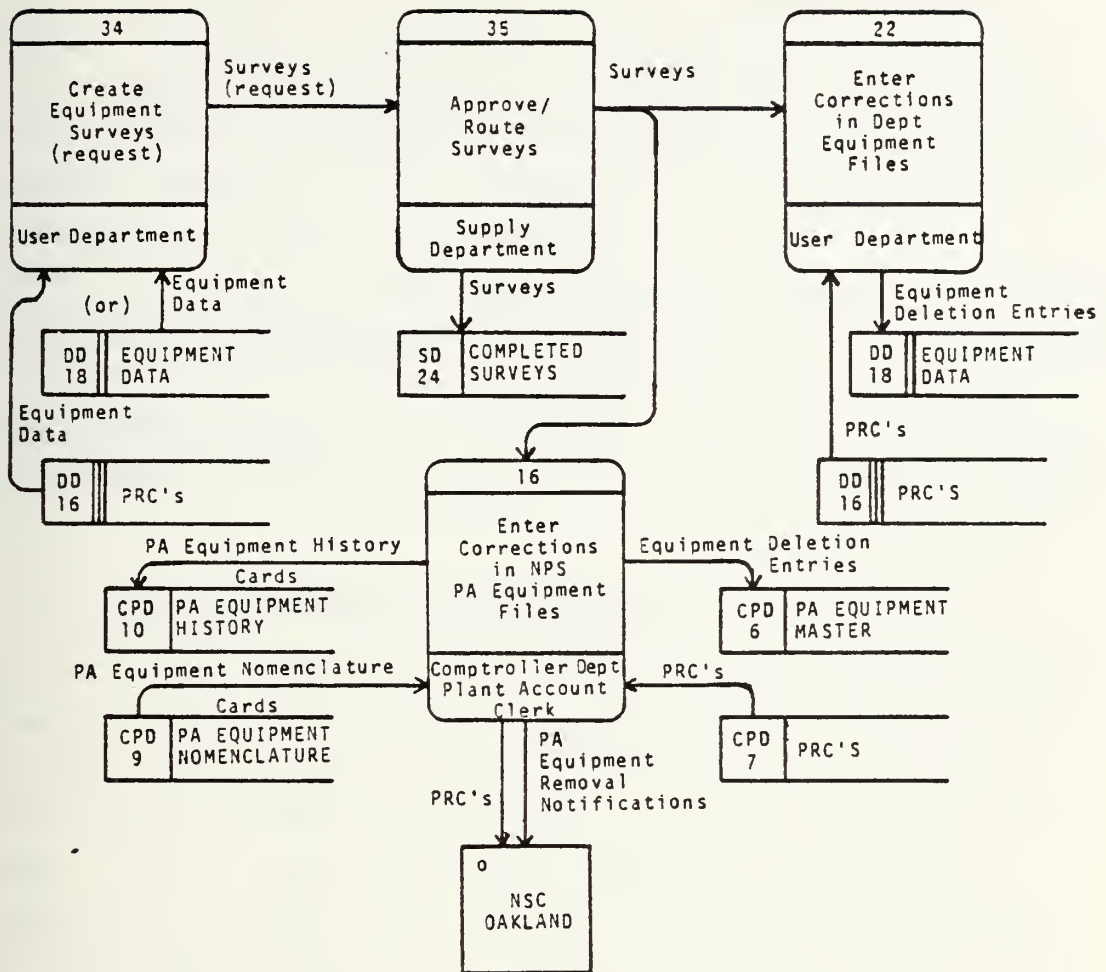 34
Create
Equipment
Surveys
(request)
User Department
Surveys
(request)
35
Approve/
Route
Surveys
Supply
Department
Surveys
22
Enter
Corrections
in Dept
Equipment
Files
User Department
(or)
Equipment
Data
DD
18
EQUIPMENT
DATA
Equipment
Data
DD
16
PRC's
Surveys
SD
24
COMPLETED
SURVEYS
Equipment
Deletion Entries
DD
18
EQUIPMENT
DATA
PRC's
DD
16
PRC'S
16
Enter
Corrections
in NPS
PA Equipment
Files
Comptroller Dept
Plant Account
Clerk
PA Equipment History
Cards
CPD
10
PA EQUIPMENT
HISTORY
PA Equipment Nomenclature
Cards
CPD
9
PA EQUIPMENT
NOMENCLATURE
Equipment Deletion
Entries
CPD
6
PA EQUIPMENT
MASTER
PRC's
CPD
7
PRC'S
PRC's
PA
Equipment
Removal
Notifications
o
NSC
OAKLAND